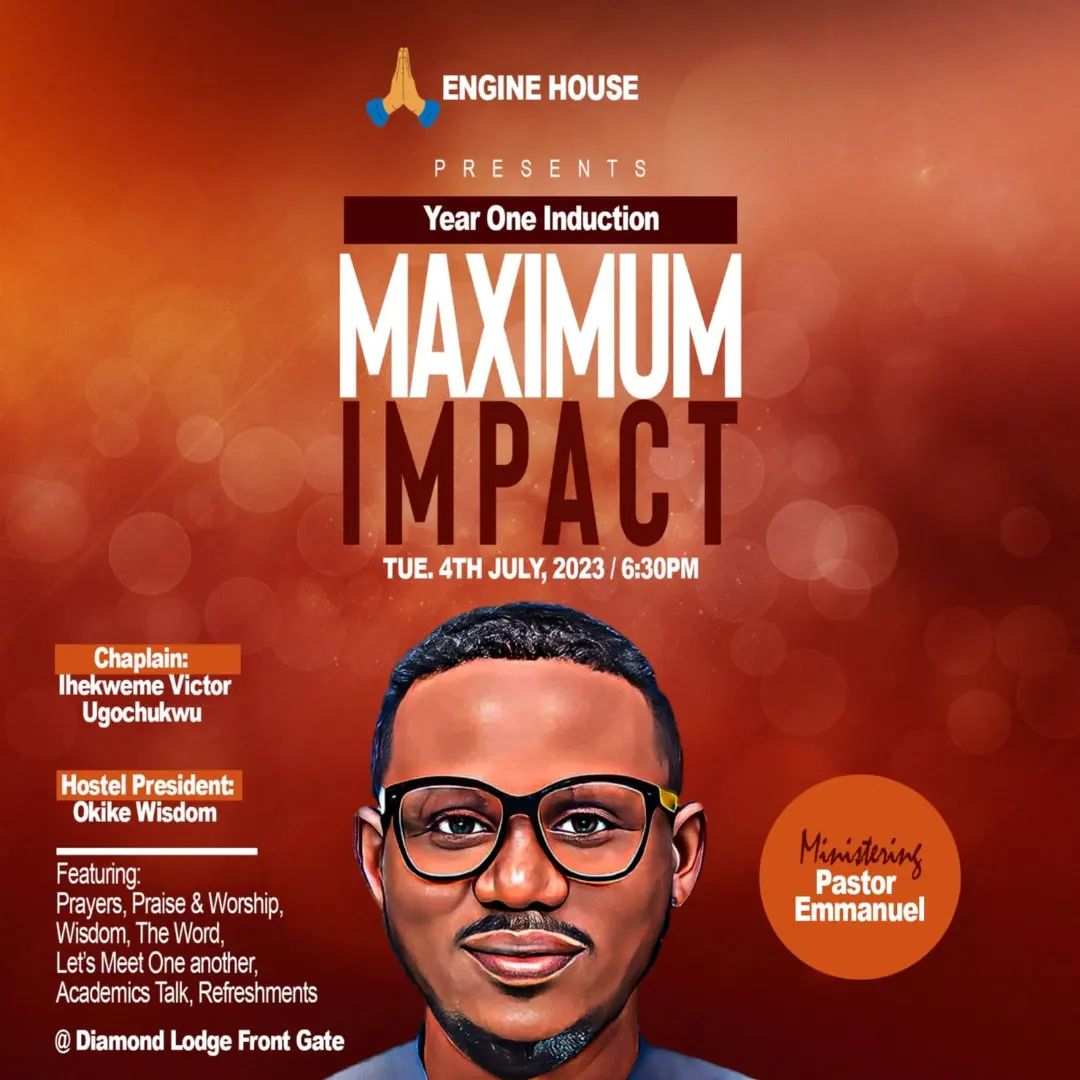 ENGINE HOUSE
PRESENTS
Year One Induction
MAXIMUM
IMPACT
TUE. 4TH JULY, 2023 / 6:30PM
Chaplain:
Ihekweme Victor
Ugochukwu
Hostel President:
Okike Wisdom
Featuring:
Prayers, Praise & Worship,
Wisdom, The Word,
Let's Meet One another,
Academics Talk, Refreshments
@ Diamond Lodge Front Gate
Ministering
Pastor
Emmanuel